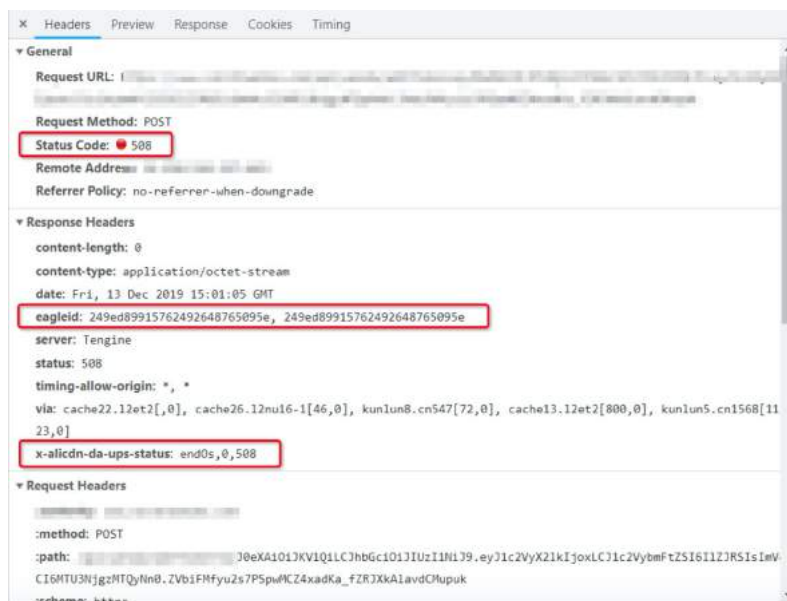 × Headers Preview Response Cookies Timing
▼ General
Request URL:
Request Method: POST
Status Code: 508
Remote Address:
Referrer Policy: no-referrer-when-downgrade
▼ Response Headers
content-length: 0
content-type: application/octet-stream
date: Fri, 13 Dec 2019 15:01:05 GMT
eagleid: 249ed89915762492648765095e, 249ed89915762492648765095e
server: Tengine
status: 508
timing-allow-origin: *, *
via: cache22.l2et2[,0], cache26.l2nu16-1[46,0], kunlun8.cn547[72,0], cache13.l2et2[800,0], kunlun5.cn1568[11
23,0]
x-alicdn-da-ups-status: endOs,0,508
▼ Request Headers
:method: POST
:path:
:scheme: https